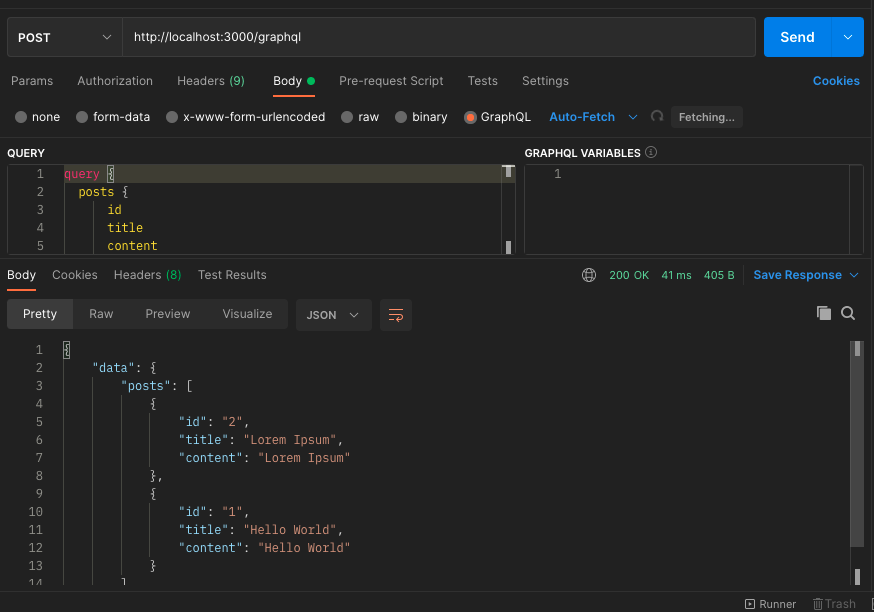 POST http://localhost:3000/graphql Send
Params Authorization Headers (9) Body Pre-request Script Tests Settings Cookies
none form-data x-www-form-urlencoded raw binary GraphQL Auto-Fetch Fetching...
QUERY
1 query {
2 posts {
3 id
4 title
5 content
GRAPHQL VARIABLES
1
Body Cookies Headers (8) Test Results 200 OK 41 ms 405 B Save Response
Pretty Raw Preview Visualize JSON
1 {
2 "data": {
3 "posts": [
4 {
5 "id": "2",
6 "title": "Lorem Ipsum",
7 "content": "Lorem Ipsum"
8 },
9 {
10 "id": "1",
11 "title": "Hello World",
12 "content": "Hello World"
13 }
14 ]
Runner Trash